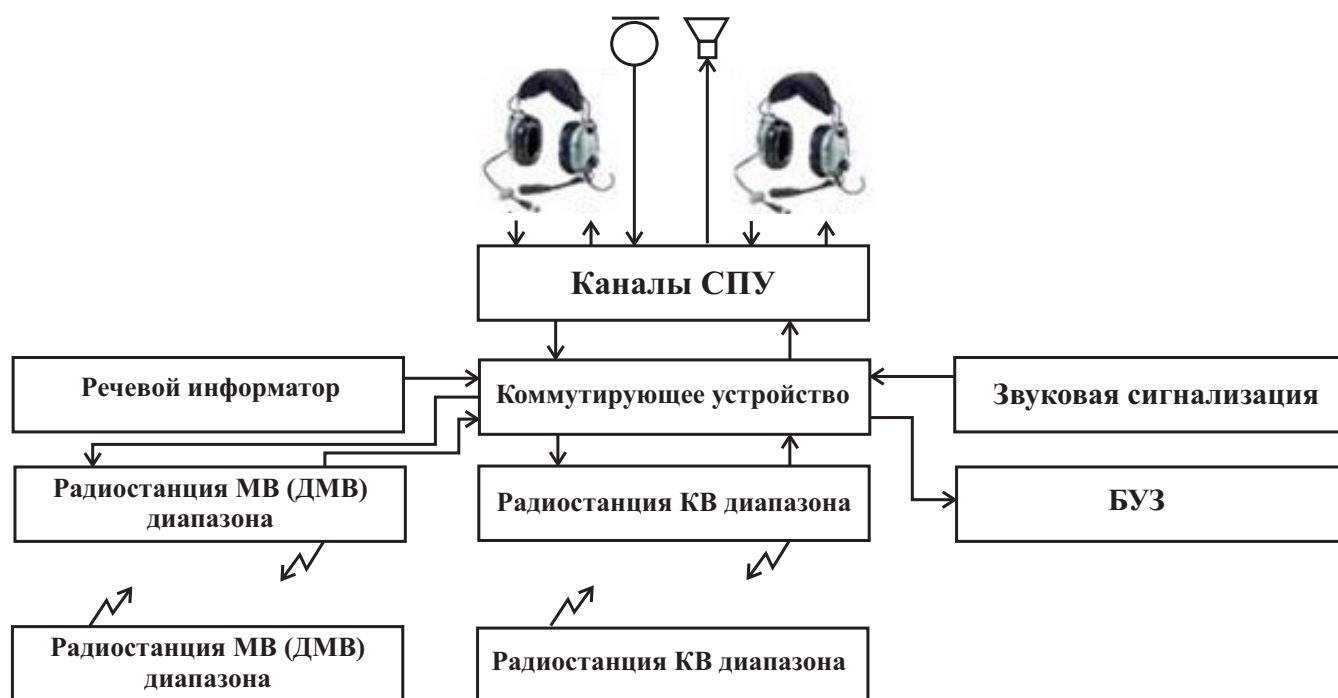 Каналы СПУ
Речевой информатор
Коммутирующее устройство
Звуковая сигнализация
Радиостанция МВ (ДМВ)
диапазона
Радиостанция КВ диапазона
БУЗ
Радиостанция МВ (ДМВ)
диапазона
Радиостанция КВ диапазона